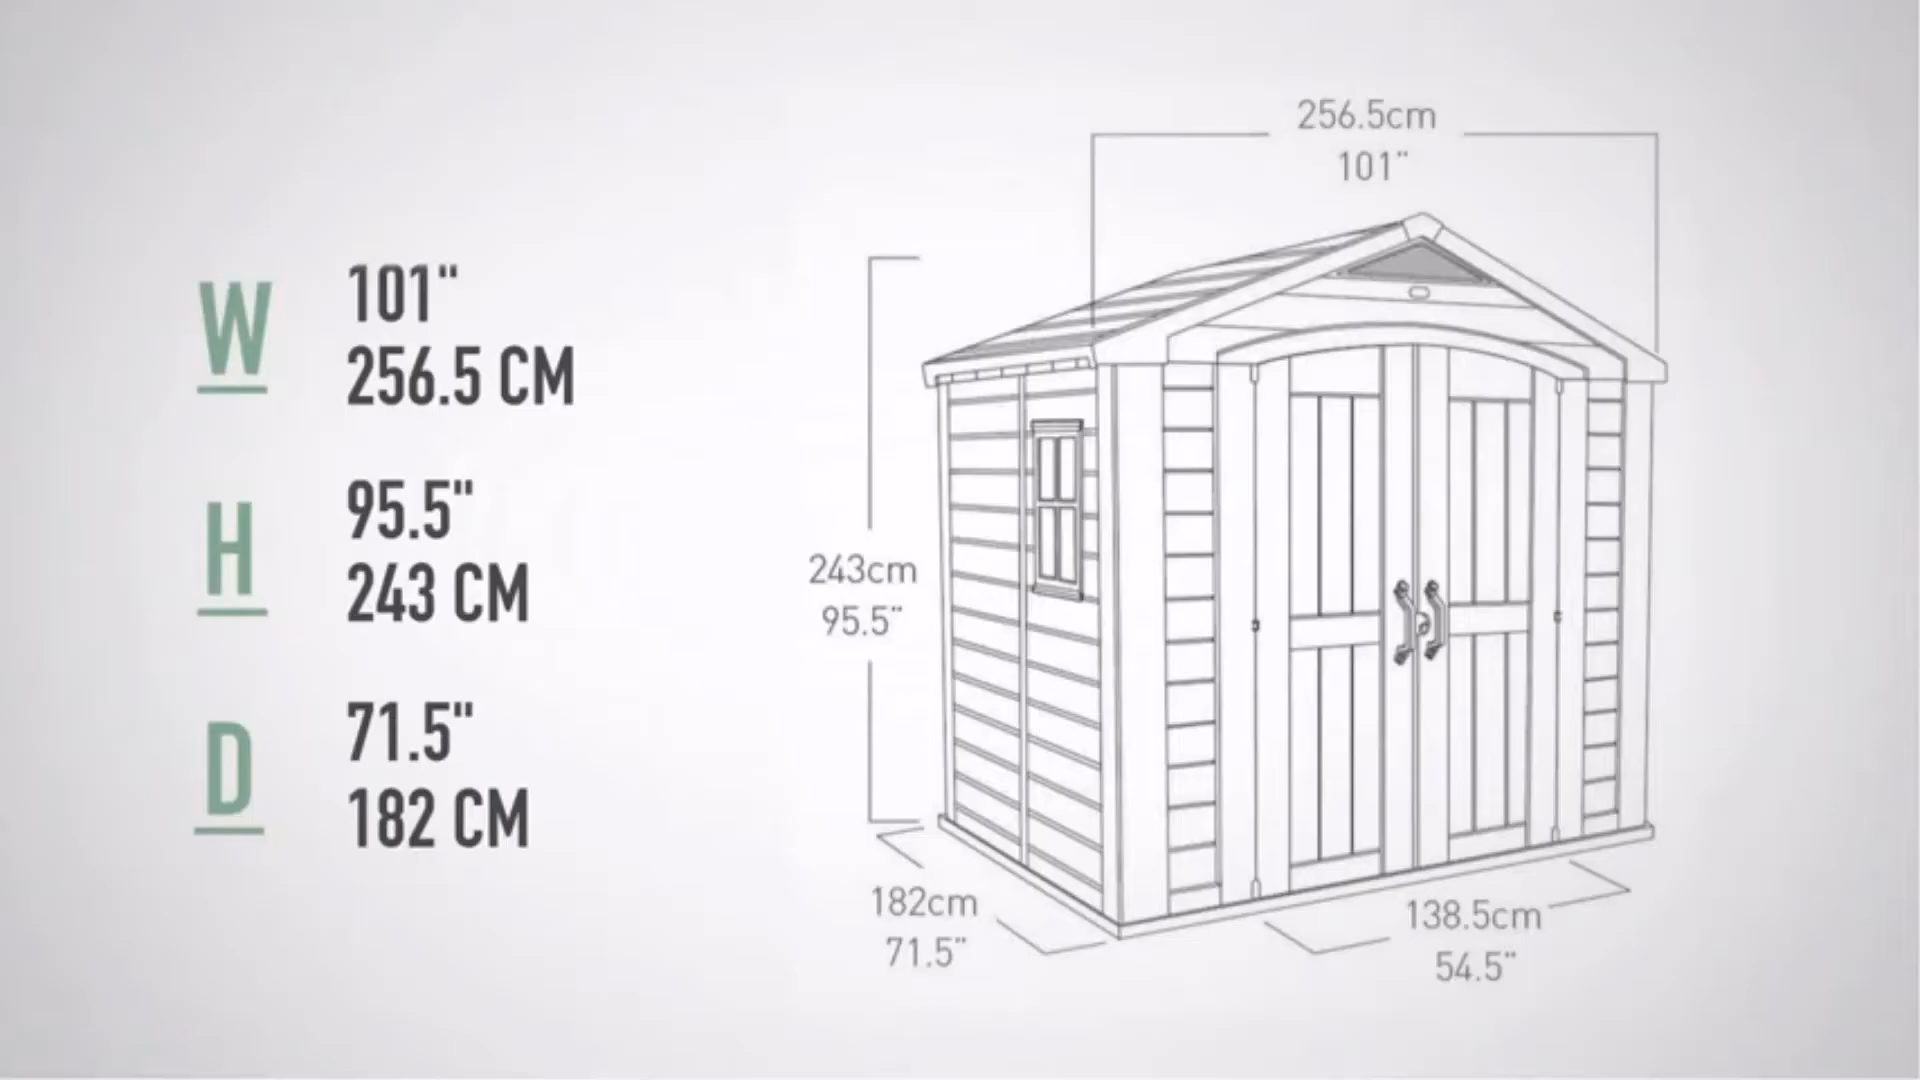 W
101"
256.5 CM
H
95.5"
243 CM
D
71.5"
182 CM
256.5cm
101"
243cm
95.5"
182cm
71.5"
138.5cm
54.5"